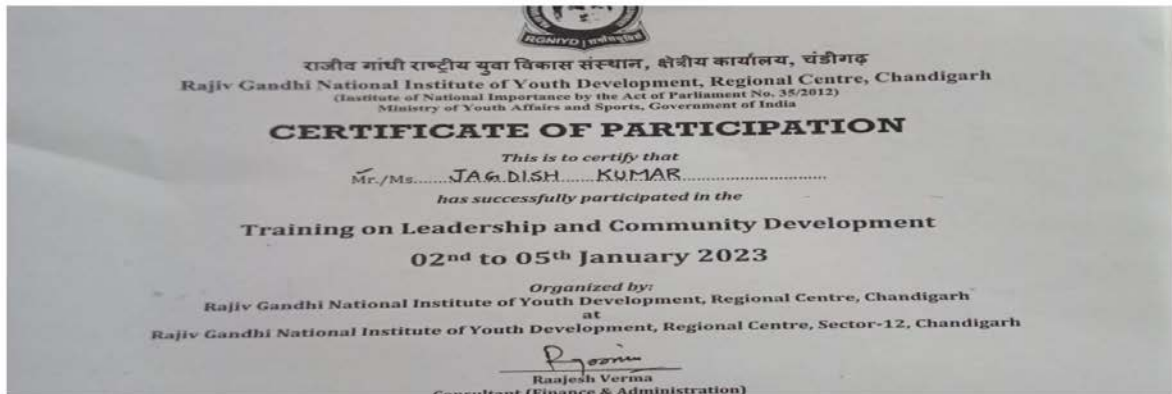 RGNIYD
राजीव गांधी राष्ट्रीय युवा विकास संस्थान, क्षेत्रीय कार्यालय, चंडीगढ़
Rajiv Gandhi National Institute of Youth Development, Regional Centre, Chandigarh
(Institute of National Importance by the Act of Parliament No. 35/2012)
Ministry of Youth Affairs and Sports, Government of India
CERTIFICATE OF PARTICIPATION
This is to certify that
Mr./Ms.......JAGDISH......KUMAR..............................
has successfully participated in the
Training on Leadership and Community Development
02nd to 05th January 2023
Organized by:
Rajiv Gandhi National Institute of Youth Development, Regional Centre, Chandigarh
at
Rajiv Gandhi National Institute of Youth Development, Regional Centre, Sector-12, Chandigarh
Raajesh Verma
Consultant (Finance & Administration)